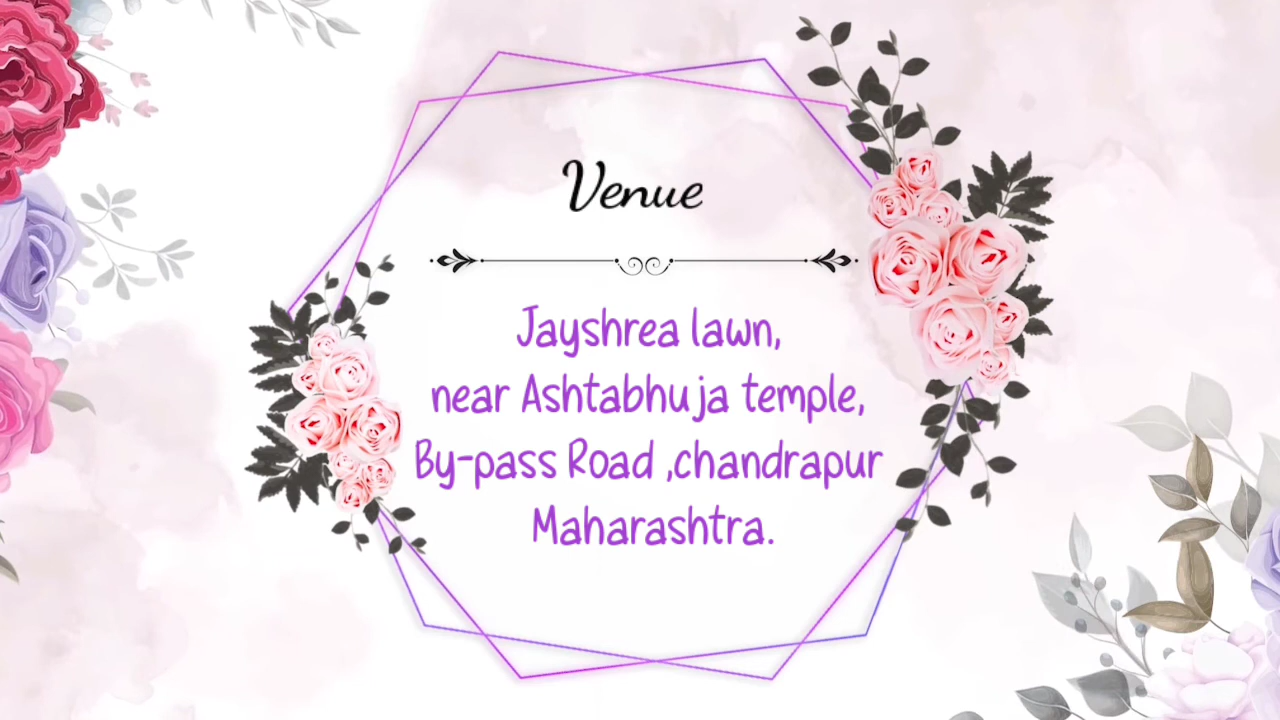 Venue
Jayshrea lawn,
near Ashtabhuja temple,
By-pass Road ,chandrapur
Maharashtra.